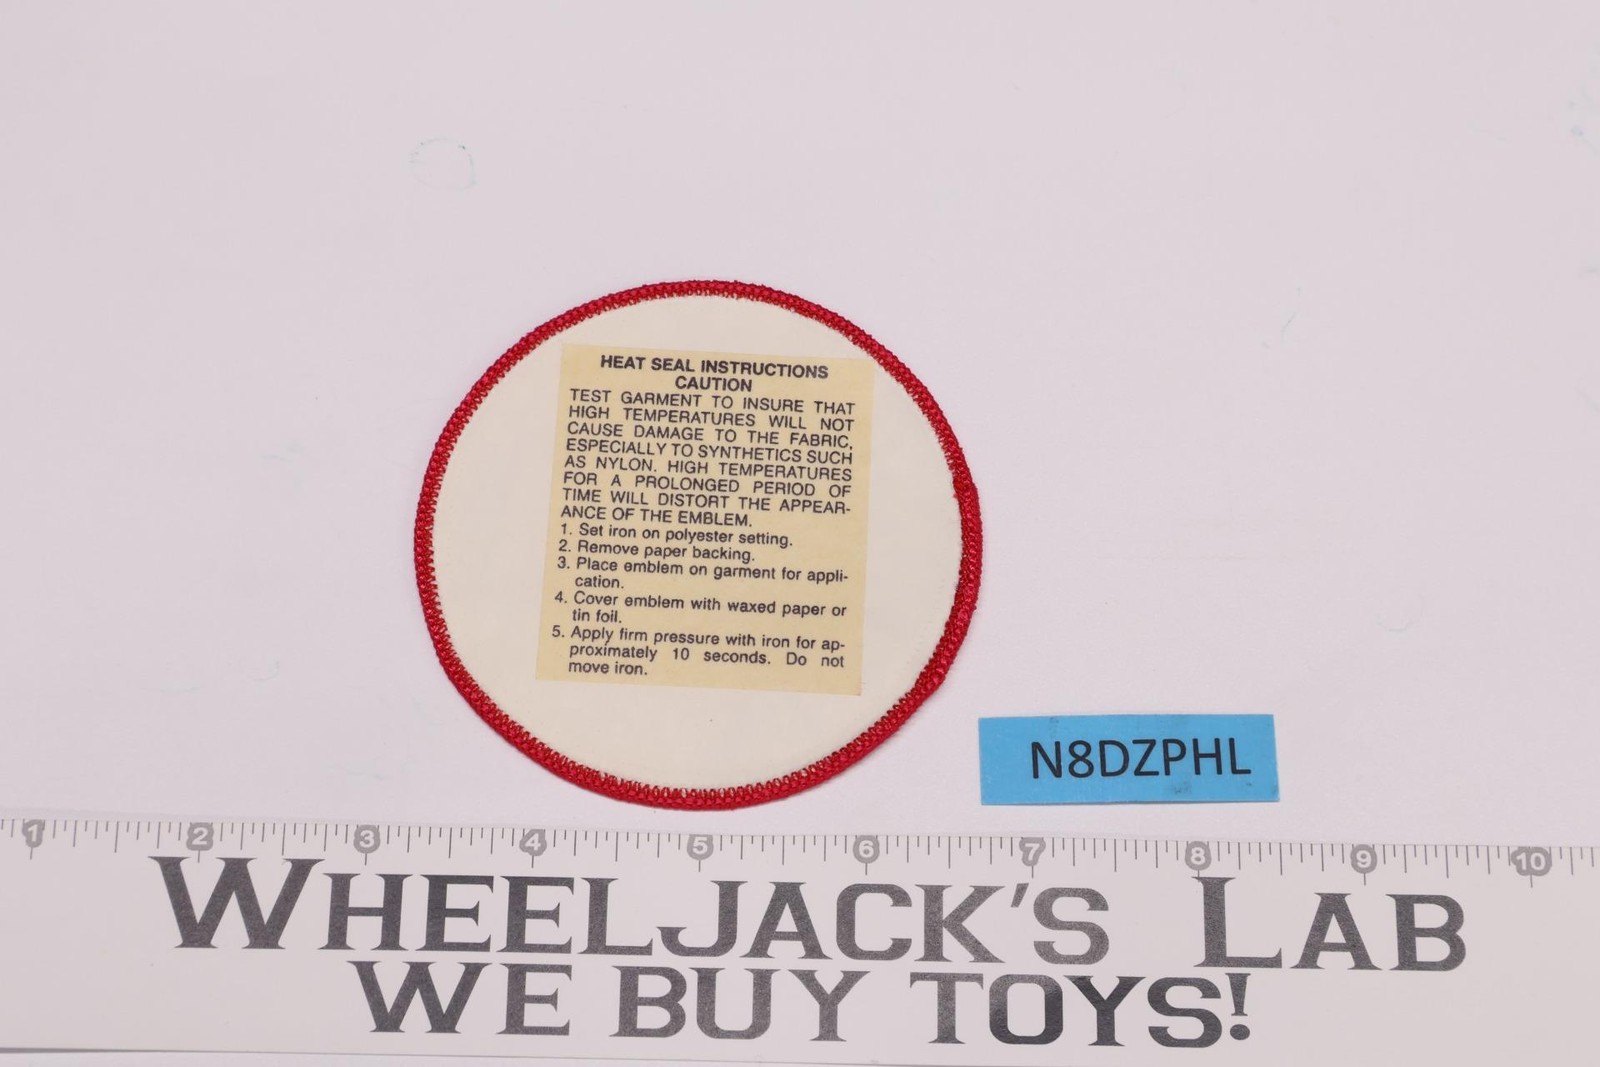 HEAT SEAL INSTRUCTIONS
CAUTION
TEST GARMENT TO INSURE THAT
HIGH TEMPERATURES WILL NOT
CAUSE DAMAGE TO THE FABRIC,
ESPECIALLY TO SYNTHETICS SUCH
AS NYLON. HIGH TEMPERATURES
FOR A PROLONGED PERIOD OF
TIME WILL DISTORT THE APPEAR-
ANCE OF THE EMBLEM.
1. Set iron on polyester setting.
2. Remove paper backing.
3. Place emblem on garment for appli-
cation.
4. Cover emblem with waxed paper or
tin foil.
5. Apply firm pressure with iron for ap-
proximately 10 seconds. Do not
move iron.
N8DZPHL
1 2 3 4 5 6 7 8 9 10
WHEELJACK'S LAB
WE BUY TOYS!